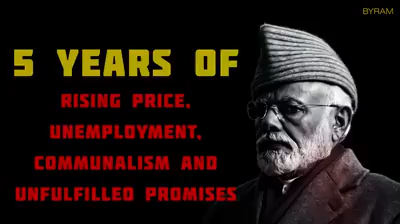 BYRAM
5 YEARS OF
RISING PRICE,
UNEMPLOYMENT,
COMMUNALISM AND
UNFULFILLED PROMISES